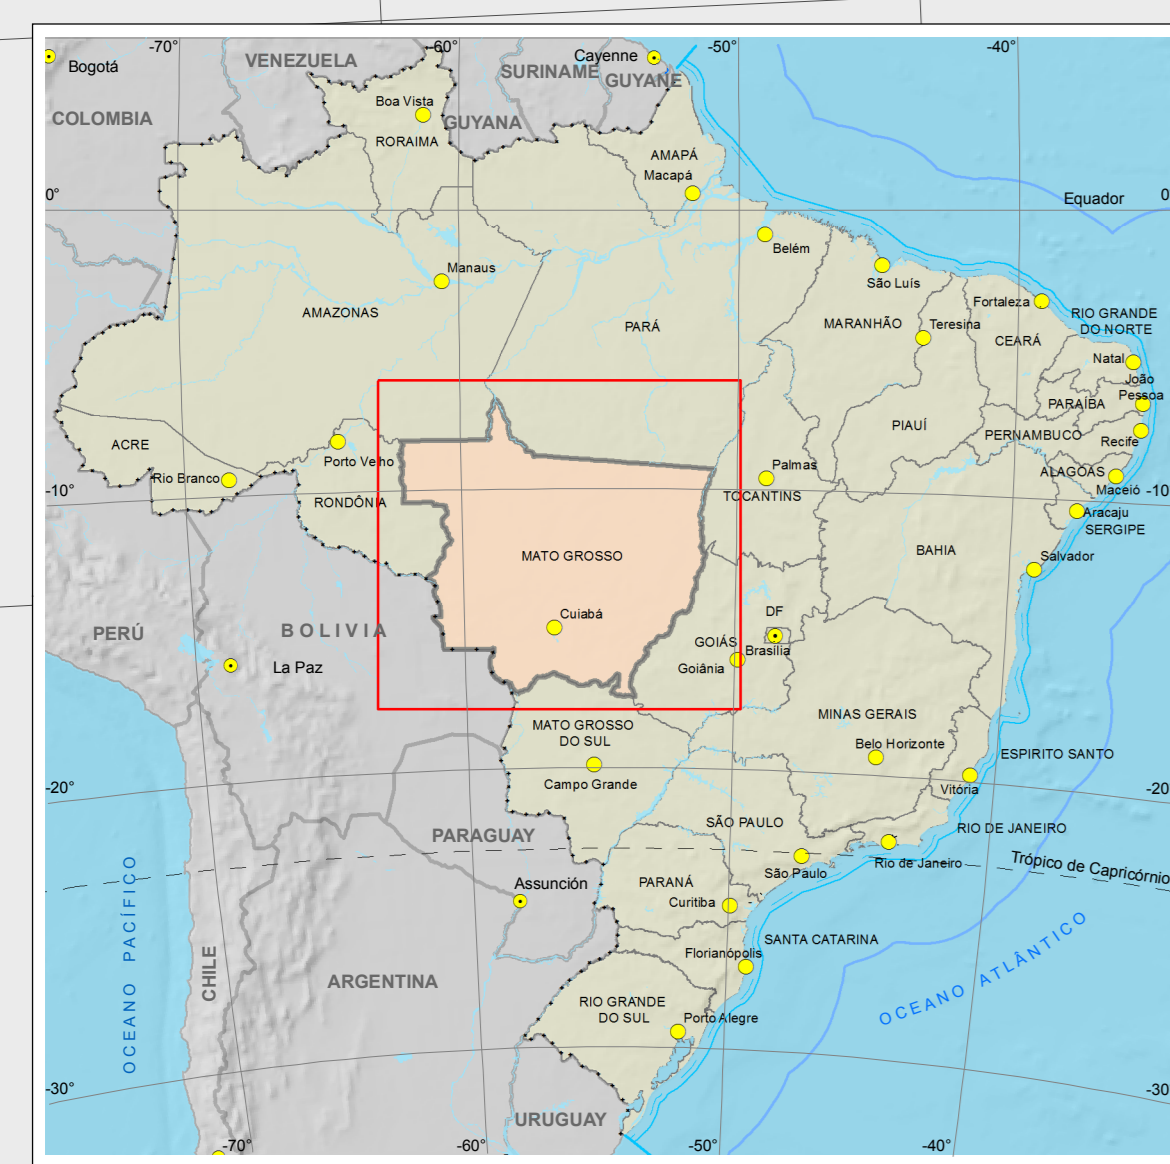 -70°
-60°
-50°
-40°
Bogotá
VENEZUELA
Cayenne
SURINAME
GUYANE
COLOMBIA
Boa Vista
GUYANA
RORAIMA
AMAPÁ
Macapá
0°
Equador
0
Belém
Manaus
São Luís
AMAZONAS
PARÁ
MARANHÃO
Teresina
Fortaleza
CEARÁ
RIO GRANDE
DO NORTE
Natal
João
Pessoa
PARAÍBA
PIAUÍ
PERNAMBUCO
Recife
ACRE
Porto Velho
Rio Branco
RONDÔNIA
Palmas
TOCANTINS
ALAGOAS
Maceió
-10°
-10
Aracaju
SERGIPE
MATO GROSSO
BAHIA
Salvador
Cuiabá
DF
PERÚ
BOLIVIA
GOIÁS
Brasília
La Paz
Goiânia
MATO GROSSO
DO SUL
MINAS GERAIS
Belo Horizonte
ESPIRITO SANTO
Campo Grande
Vitória
-20°
-20
PARAGUAY
SÃO PAULO
RIO DE JANEIRO
São Paulo
Rio de Janeiro
Trópico de Capricórnio
Assunción
PARANÁ
Curitiba
OCEANO PACÍFICO
CHILE
ARGENTINA
SANTA CATARINA
Florianópolis
OCEANO ATLÂNTICO
RIO GRANDE
DO SUL
Porto Alegre
-30°
-30
URUGUAY
-70°
-60°
-50°
-40°